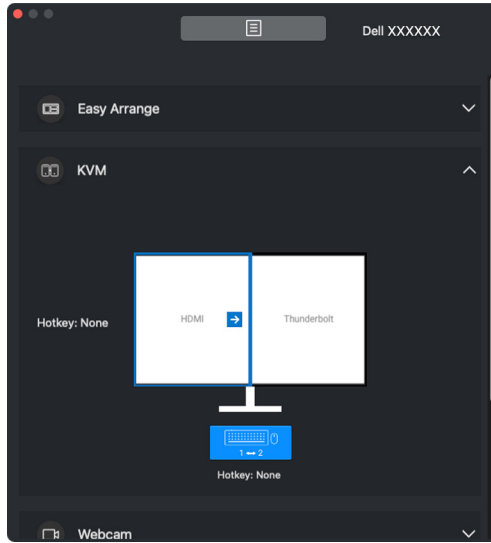 Dell XXXXXX
Easy Arrange
KVM
Hotkey: None
HDMI
Thunderbolt
1 ↔ 2
Hotkey: None
Webcam